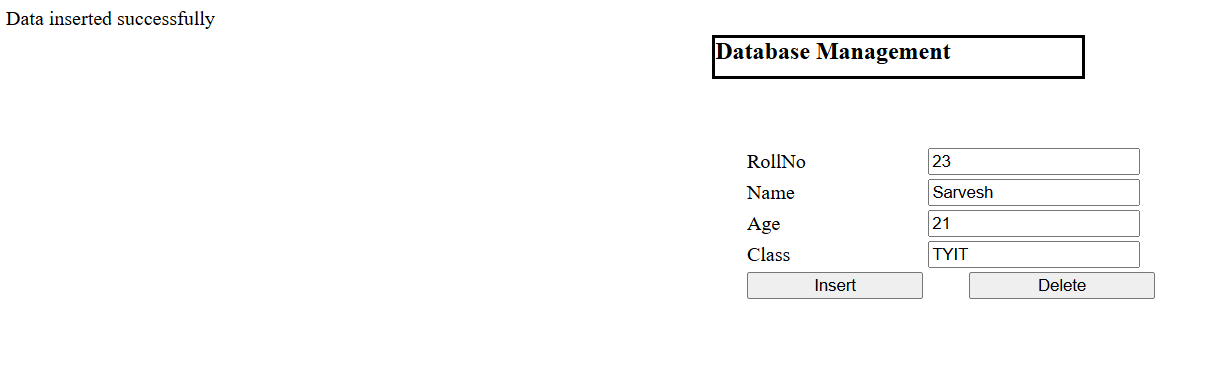 Data inserted successfully
Database Management
RollNo 23
Name Sarvesh
Age 21
Class TYIT
Insert Delete